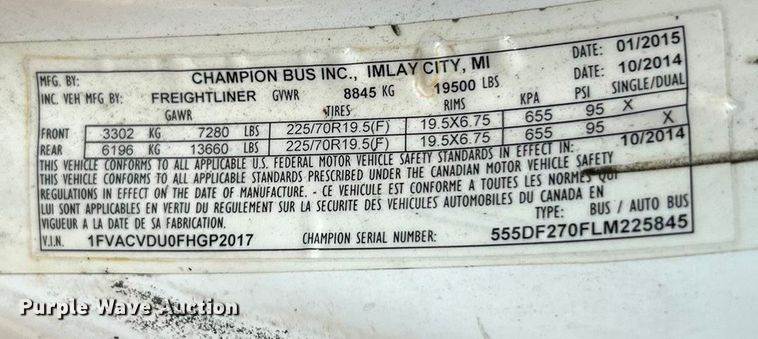 MFG. BY: CHAMPION BUS INC., IMLAY CITY, MI DATE: 01/2015
INC. VEH MFG BY: FREIGHTLINER GVWR 8845 KG 19500 LBS DATE: 10/2014
GAWR TIRES RIMS KPA PSI SINGLE/DUAL
FRONT 3302 KG 7280 LBS 225/70R19.5(F) 19.5X6.75 655 95 X
REAR 6196 KG 13660 LBS 225/70R19.5(F) 19.5X6.75 655 95 X
THIS VEHICLE CONFORMS TO ALL APPLICABLE U.S. FEDERAL MOTOR VEHICLE SAFETY STANDARDS IN EFFECT IN: 10/2014
THIS VEHICLE CONFORMS TO ALL APPLICABLE STANDARDS PRESCRIBED UNDER THE CANADIAN MOTOR VEHICLE SAFETY
REGULATIONS IN EFFECT ON THE DATE OF MANUFACTURE. - CE VEHICULE EST CONFORME A TOUTES LES NORMES QUI
LUI SONT APPLICABLES EN VERTU DU REGULEMENT SUR LA SECURITE DES VEHICULES AUTOMOBILES DU CANADA EN
VIGUEUR A LA DATE DE SA FABRICATION. TYPE: BUS / AUTO BUS
V.I.N. 1FVACVDU0FHGP2017 CHAMPION SERIAL NUMBER: 555DF270FLM225845
Purple Wave Auction